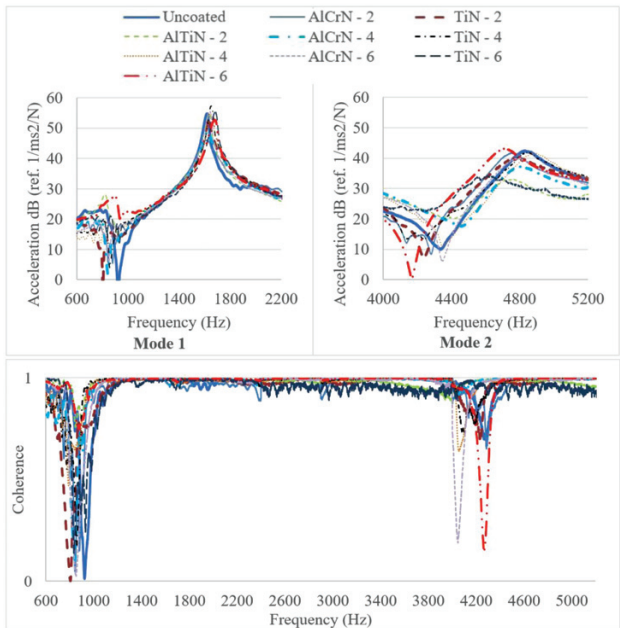 Uncoated AlCrN - 2 TiN - 2
AlTiN - 2 AlCrN - 4 TiN - 4
AlTiN - 4 AlCrN - 6 TiN - 6
AlTiN - 6
Acceleration dB (ref. 1/ms2/N)
60
50
40
30
20
10
0
600 1000 1400 1800 2200
Frequency (Hz)
Mode 1
Acceleration dB (ref. 1/ms2/N)
60
50
40
30
20
10
0
4000 4400 4800 5200
Frequency (Hz)
Mode 2
Coherence
1
0
600 1000 1400 1800 2200 2600 3000 3400 3800 4200 4600 5000
Frequency (Hz)